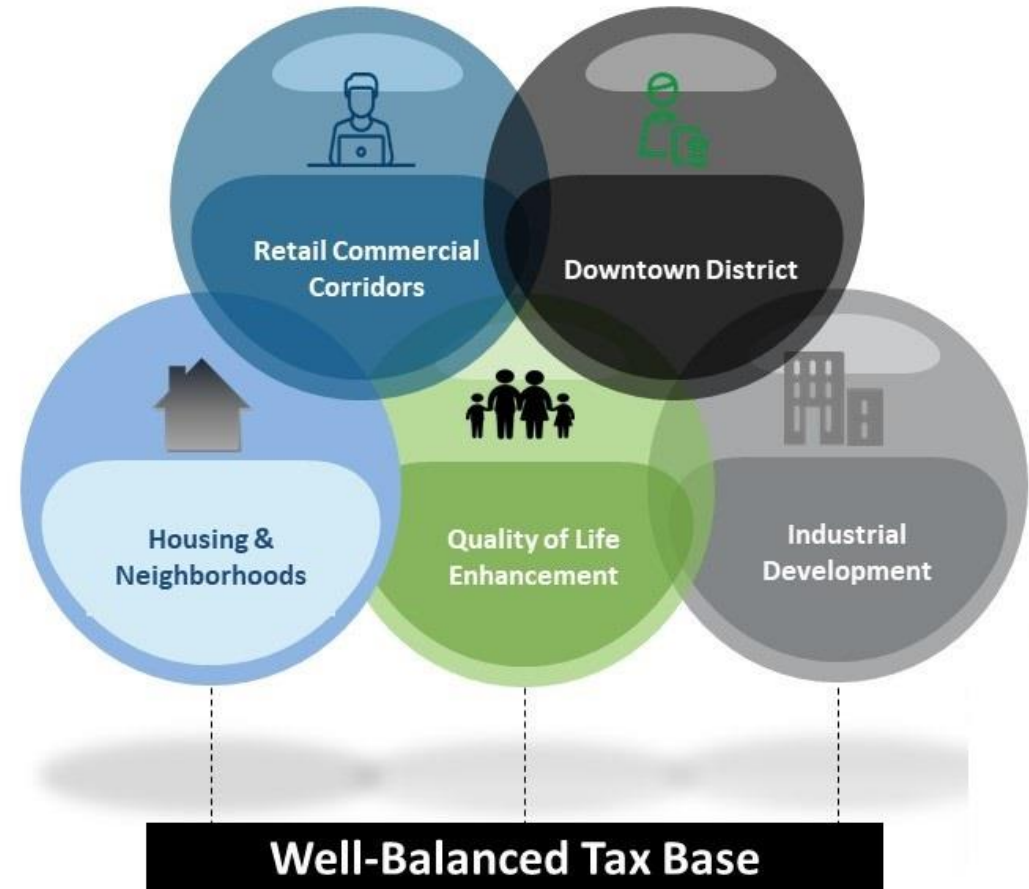 Retail Commercial
Corridors
Downtown District
Housing &
Neighborhoods
Quality of Life
Enhancement
Industrial
Development
Well-Balanced Tax Base